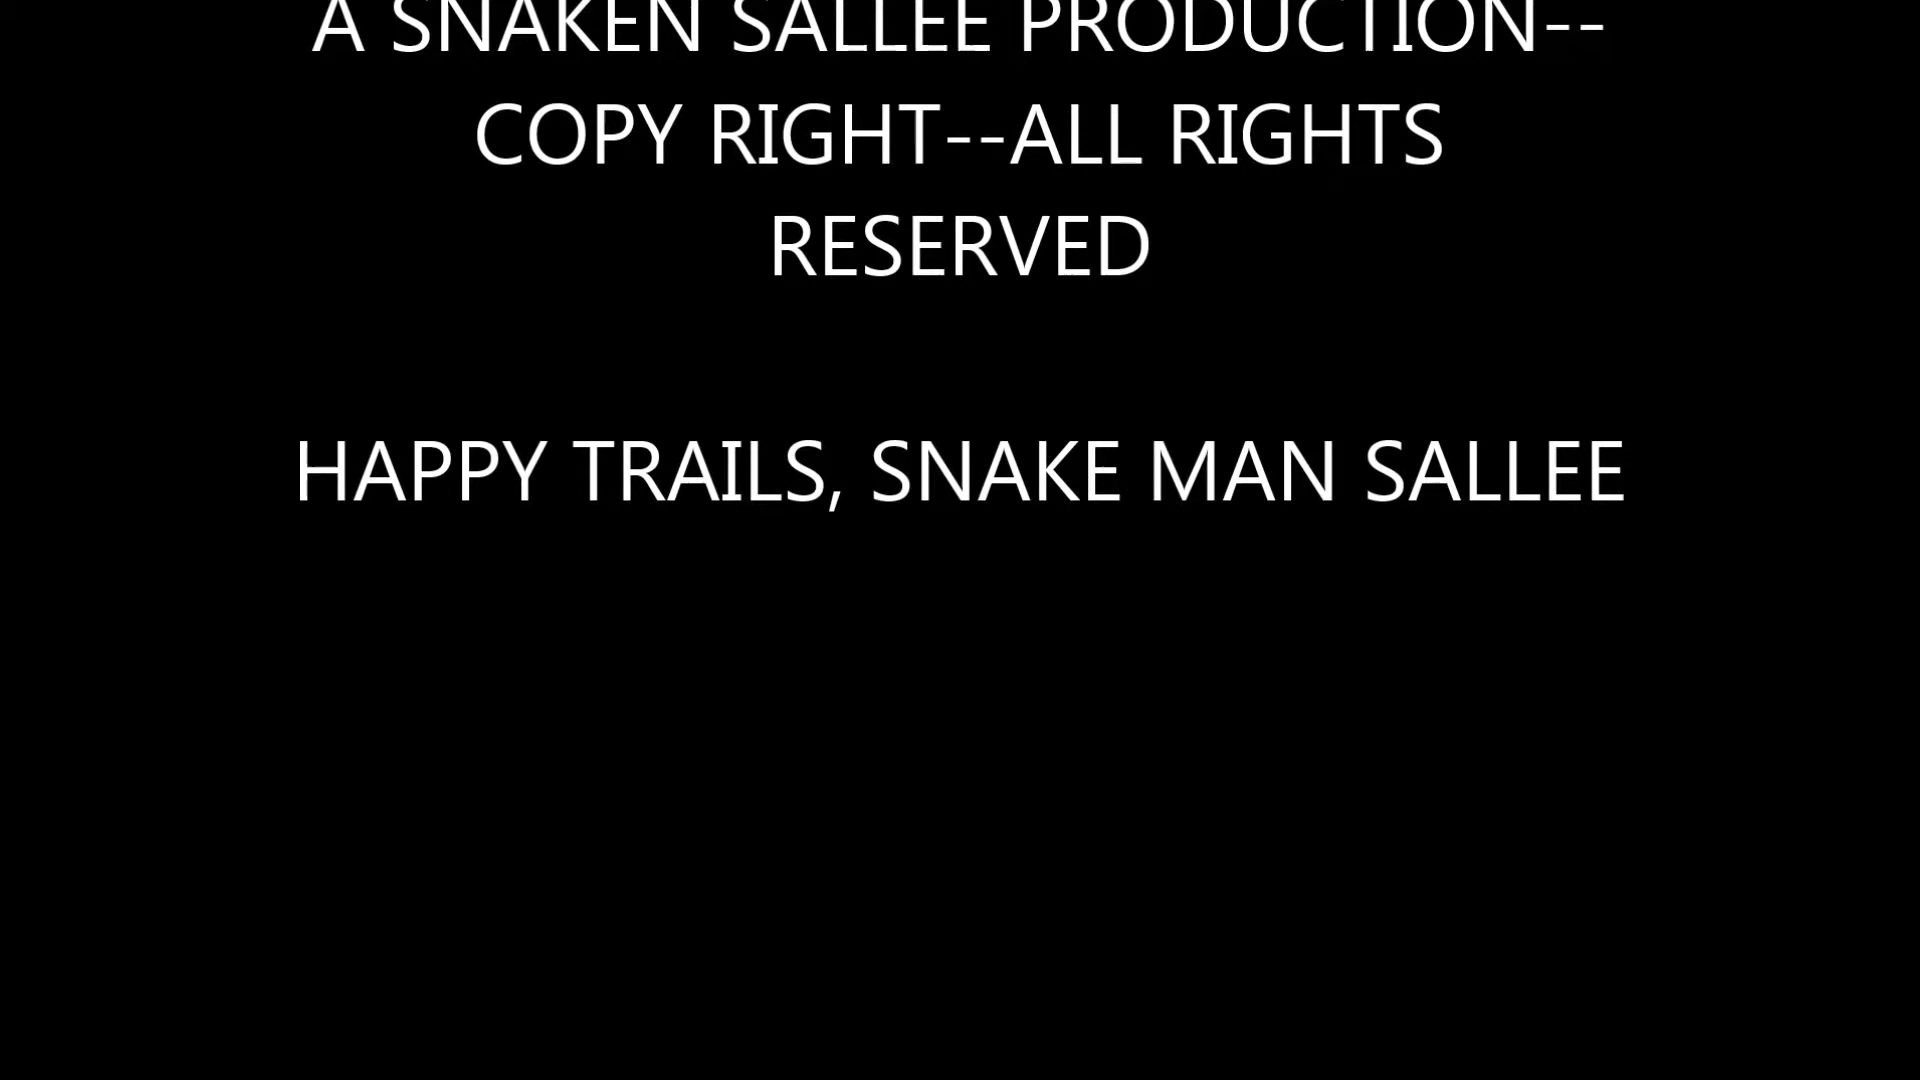 A SNAKEN SALLEE PRODUCTION--
COPY RIGHT--ALL RIGHTS
RESERVED
HAPPY TRAILS, SNAKE MAN SALLEE